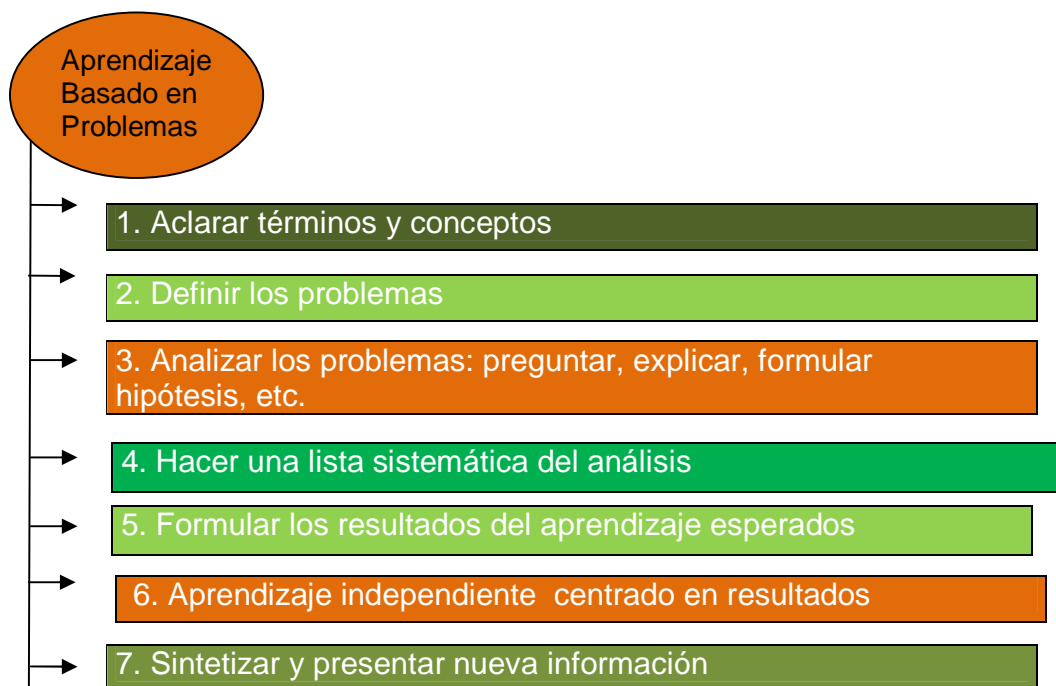 Aprendizaje
Basado en
Problemas
1. Aclarar términos y conceptos
2. Definir los problemas
3. Analizar los problemas: preguntar, explicar, formular
hipótesis, etc.
4. Hacer una lista sistemática del análisis
5. Formular los resultados del aprendizaje esperados
6. Aprendizaje independiente  centrado en resultados
7. Sintetizar y presentar nueva información